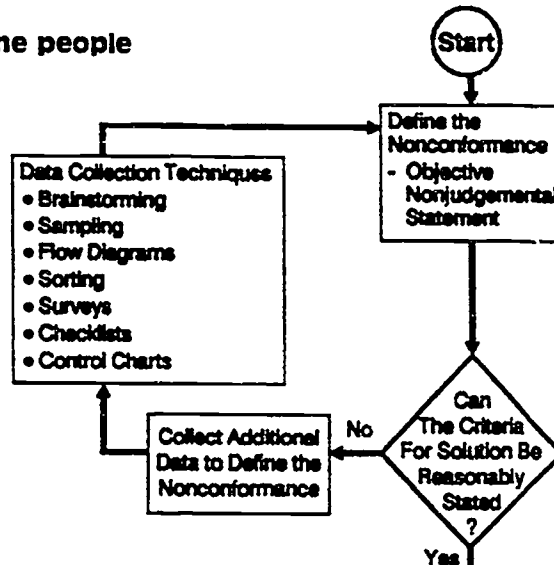 he people
Start
Define the
Nonconformance
- Objective
Nonjudgemental
Statement
Data Collection Techniques
• Brainstorming
• Sampling
• Flow Diagrams
• Sorting
• Surveys
• Checklists
• Control Charts
Can
The Criteria
For Solution Be
Reasonably
Stated
?
No
Collect Additional
Data to Define the
Nonconformance
Yes